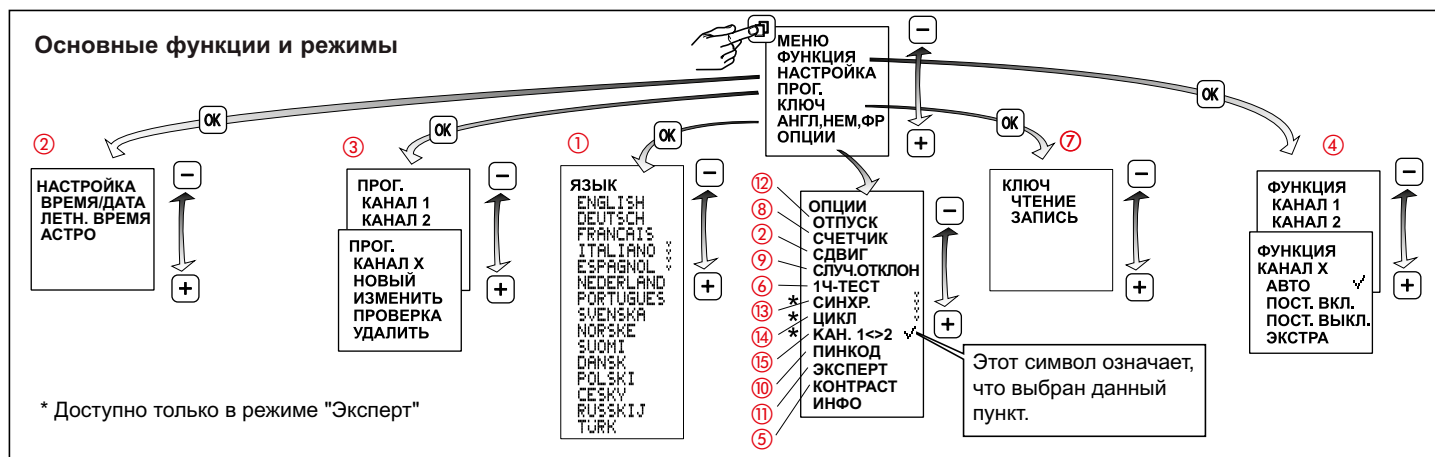 Основные функции и режимы
МЕНЮ
ФУНКЦИЯ
НАСТРОЙКА
ПРОГ.
КЛЮЧ
АНГЛ,НЕМ,ФР
ОПЦИИ
−
+
OK
OK
OK
OK
OK
②
НАСТРОЙКА
ВРЕМЯ/ДАТА
ЛЕТН. ВРЕМЯ
АСТРО
−
+
③
ПРОГ.
КАНАЛ 1
КАНАЛ 2
ПРОГ.
КАНАЛ X
НОВЫЙ
ИЗМЕНИТЬ
ПРОВЕРКА
УДАЛИТЬ
−
+
①
ЯЗЫК
ENGLISH
DEUTSCH
FRANCAIS
ITALIANO
ESPAGNOL
NEDERLAND
PORTUGUES
SVENSKA
NORSKE
SUOMI
DANSK
POLSKI
CESKY
RUSSKIJ
TURK
−
+
ОПЦИИ
⑫ ОТПУСК
⑧ СЧЕТЧИК
② СДВИГ
⑨ СЛУЧ.ОТКЛОН
⑥ 1Ч-ТЕСТ
⑬ * СИНХР.
⑭ * ЦИКЛ
⑮ * КАН. 1<>2 ✓
⑩ ПИНКОД
⑪ ЭКСПЕРТ
⑤ КОНТРАСТ
ИНФО
−
+
Этот символ означает,
что выбран данный
пункт.
⑦
КЛЮЧ
ЧТЕНИЕ
ЗАПИСЬ
−
+
④
ФУНКЦИЯ
КАНАЛ 1
КАНАЛ 2
ФУНКЦИЯ
КАНАЛ X
АВТО ✓
ПОСТ. ВКЛ.
ПОСТ. ВЫКЛ.
ЭКСТРА
−
+
* Доступно только в режиме "Эксперт"